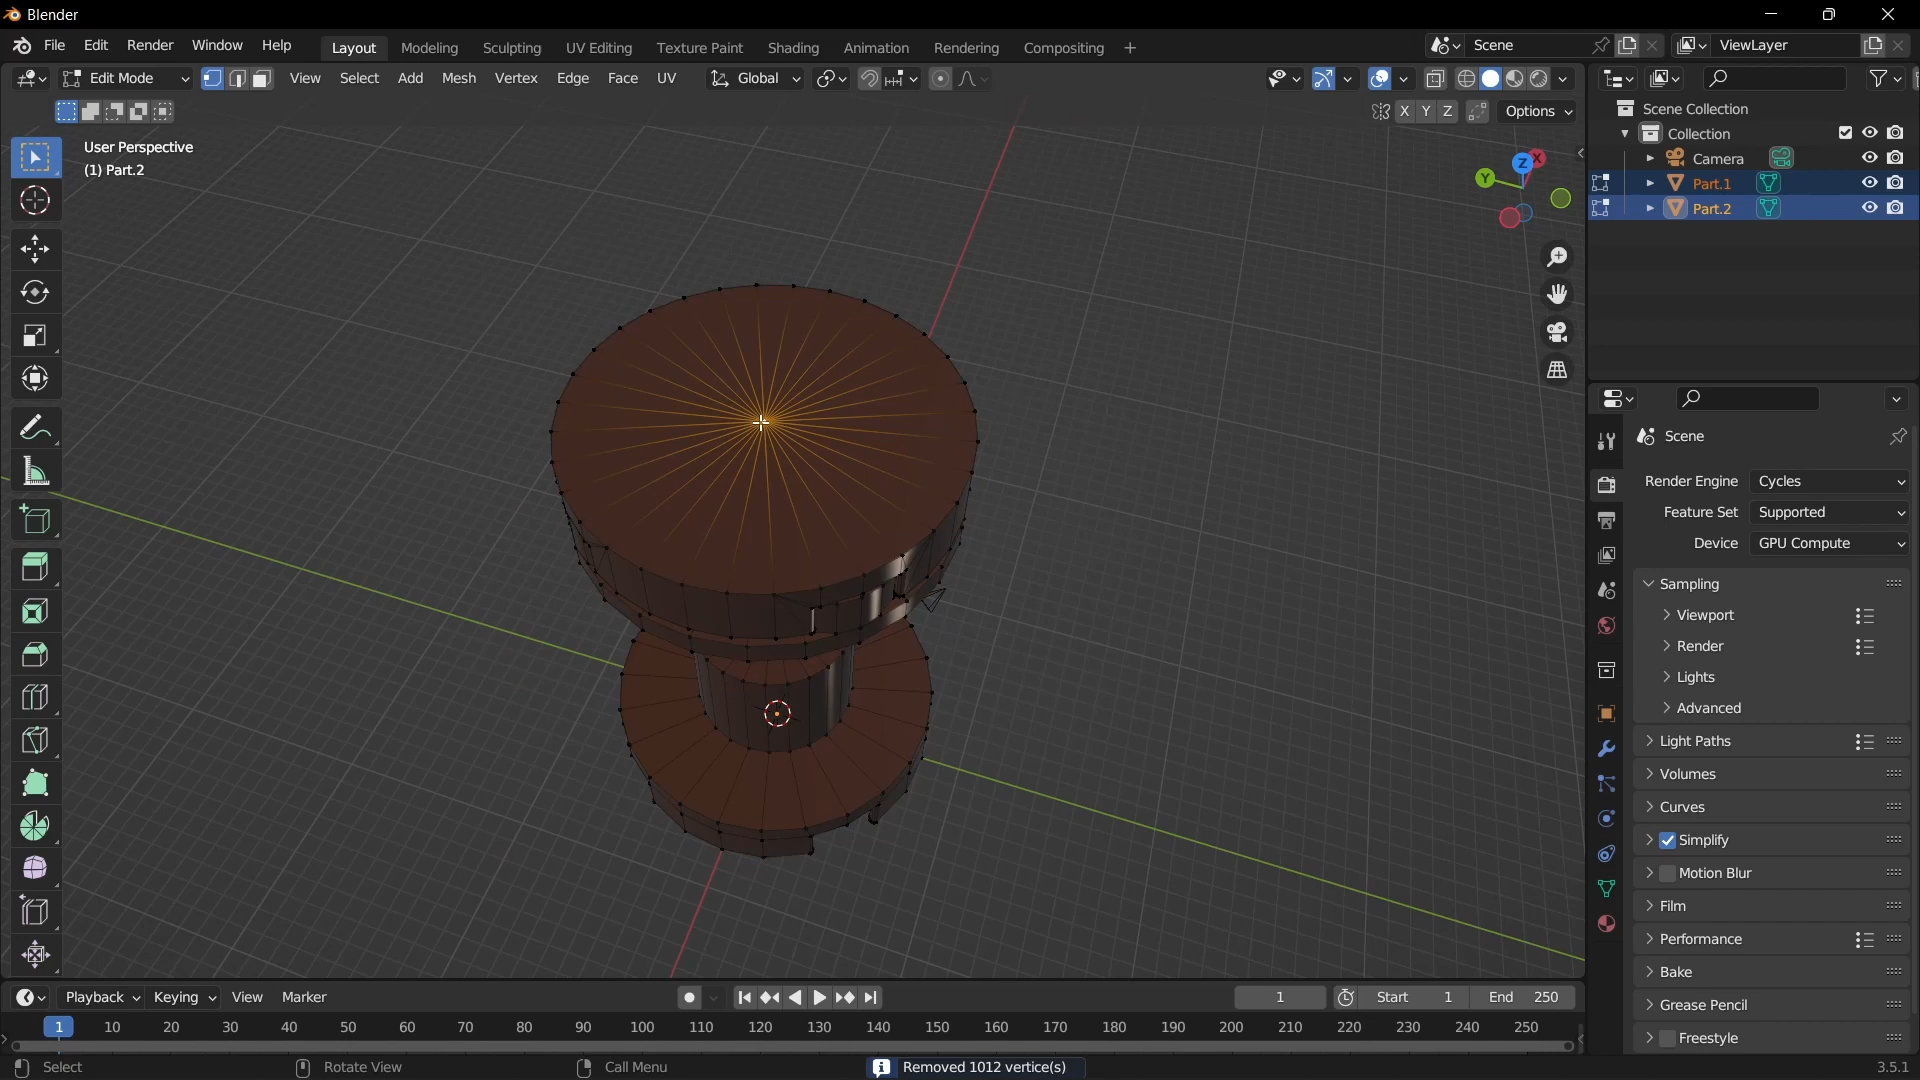 Blender
File Edit Render Window Help Layout Modeling Sculpting UV Editing Texture Paint Shading Animation Rendering Compositing + Scene ViewLayer
Edit Mode View Select Add Mesh Vertex Edge Face UV Global
X Y Z Options
User Perspective
(1) Part.2
Z X Y
Scene Collection
Collection
Camera
Part.1
Part.2
Scene
Render Engine Cycles
Feature Set Supported
Device GPU Compute
Sampling
Viewport
Render
Lights
Advanced
Light Paths
Volumes
Curves
Simplify
Motion Blur
Film
Performance
Bake
Grease Pencil
Freestyle
Playback Keying View Marker 1 Start 1 End 250
1 10 20 30 40 50 60 70 80 90 100 110 120 130 140 150 160 170 180 190 200 210 220 230 240 250
Select Rotate View Call Menu Removed 1012 vertice(s) 3.5.1